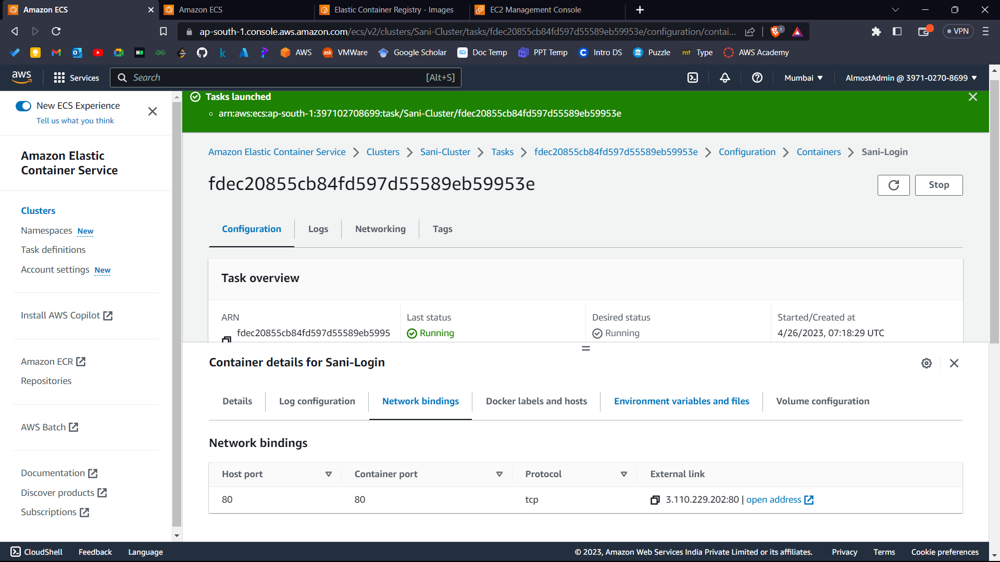 Amazon ECS
Amazon ECS
Elastic Container Registry - Images
EC2 Management Console
ap-south-1.console.aws.amazon.com/ecs/v2/clusters/Sani-Cluster/tasks/fdec20855cb84fd597d55589eb59953e/configuration/contai...
1
VPN
AWS
VMWare
Google Scholar
Doc Temp
PPT Temp
Intro DS
Puzzle
mt Type
AWS Academy
aws
Services
Search
[Alt+S]
Mumbai
AlmostAdmin @ 3971-0270-8699
New ECS Experience
Tell us what you think
Amazon Elastic
Container Service
Clusters
Namespaces New
Task definitions
Account settings New
Install AWS Copilot
Amazon ECR
Repositories
AWS Batch
Documentation
Discover products
Subscriptions
Tasks launched
arn:aws:ecs:ap-south-1:397102708699:task/Sani-Cluster/fdec20855cb84fd597d55589eb59953e
Amazon Elastic Container Service > Clusters > Sani-Cluster > Tasks > fdec20855cb84fd597d55589eb59953e > Configuration > Containers > Sani-Login
fdec20855cb84fd597d55589eb59953e
Stop
Configuration
Logs
Networking
Tags
Task overview
ARN
fdec20855cb84fd597d55589eb5995
Last status
Running
Desired status
Running
Started/Created at
4/26/2023, 07:18:29 UTC
Container details for Sani-Login
Details
Log configuration
Network bindings
Docker labels and hosts
Environment variables and files
Volume configuration
Network bindings
Host port
Container port
Protocol
External link
80
80
tcp
3.110.229.202:80 | open address
CloudShell
Feedback
Language
© 2023, Amazon Web Services India Private Limited or its affiliates.
Privacy
Terms
Cookie preferences